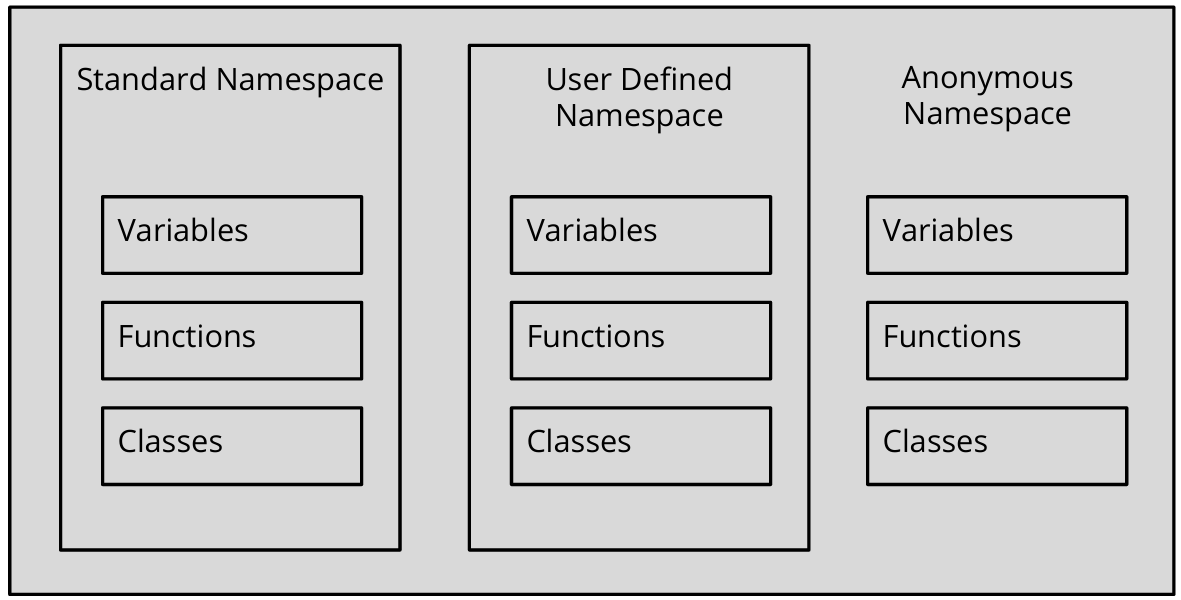 Standard Namespace
Variables
Functions
Classes
User Defined
Namespace
Variables
Functions
Classes
Anonymous
Namespace
Variables
Functions
Classes